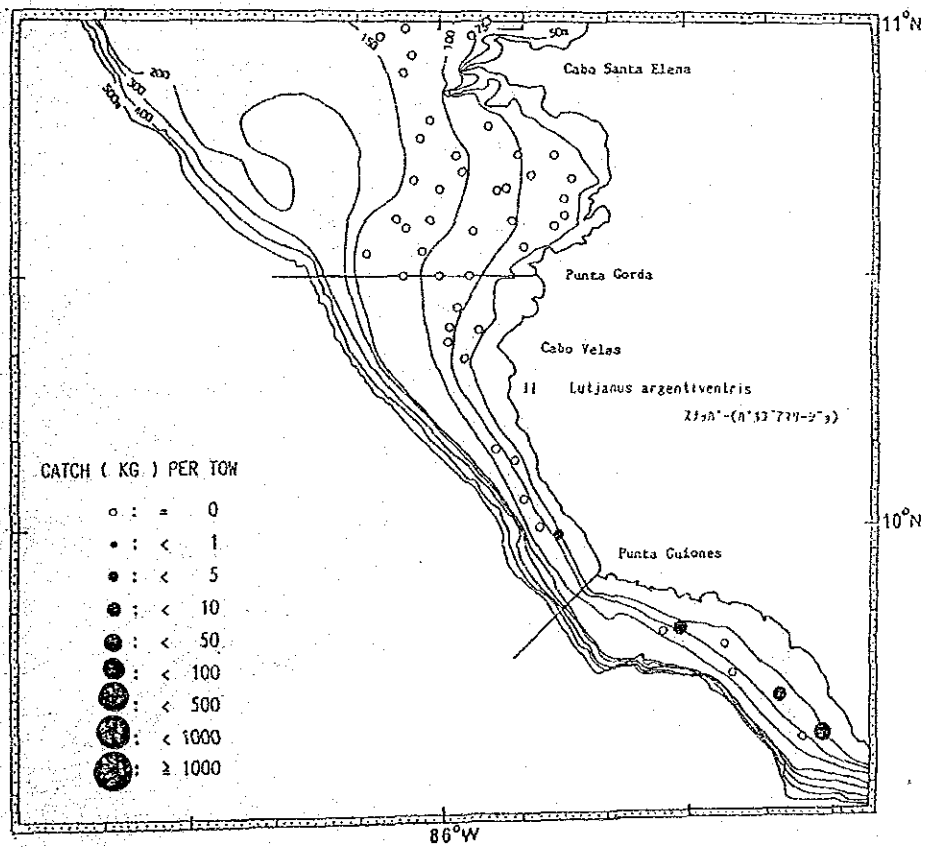 11°N
150
100
75
50m
Cabo Santa Elena
200
300
400
500m
Punta Gorda
Cabo Velas
11 Lutjanus argentiventris
CATCH ( KG ) PER TOW
○ : = 0
● : < 1
● : < 5
● : < 10
● : < 50
● : < 100
● : < 500
● : < 1000
● : ≥ 1000
10°N
Punta Guiones
86°W